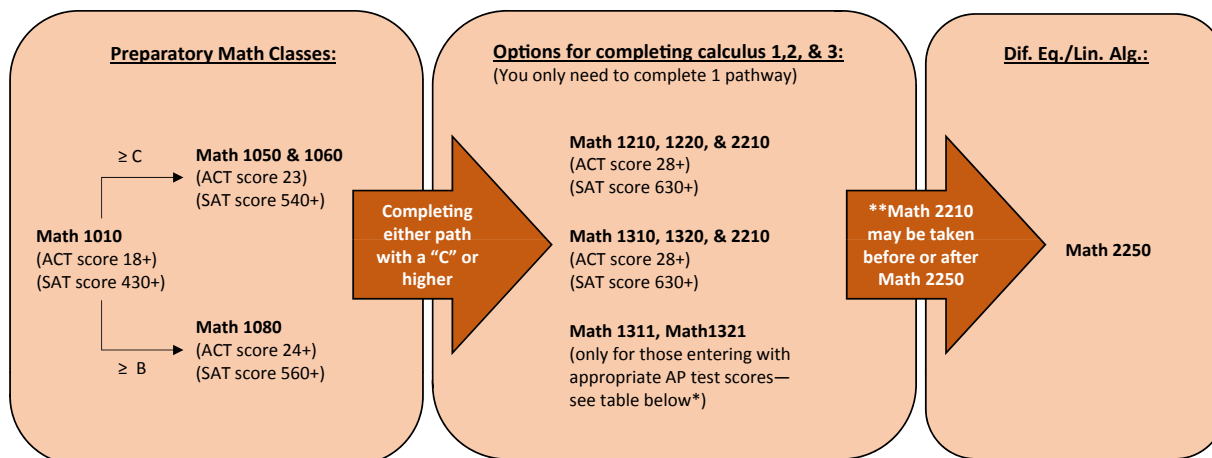 Preparatory Math Classes:
≥ C
Math 1050 & 1060
(ACT score 23)
(SAT score 540+)
Math 1010
(ACT score 18+)
(SAT score 430+)
Math 1080
(ACT score 24+)
(SAT score 560+)
≥ B
Completing
either path
with a “C” or
higher
Options for completing calculus 1,2, & 3:
(You only need to complete 1 pathway)
Math 1210, 1220, & 2210
(ACT score 28+)
(SAT score 630+)
Math 1310, 1320, & 2210
(ACT score 28+)
(SAT score 630+)
Math 1311, Math1321
(only for those entering with
appropriate AP test scores—
see table below*)
**Math 2210
may be taken
before or after
Math 2250
Dif. Eq./Lin. Alg.:
Math 2250